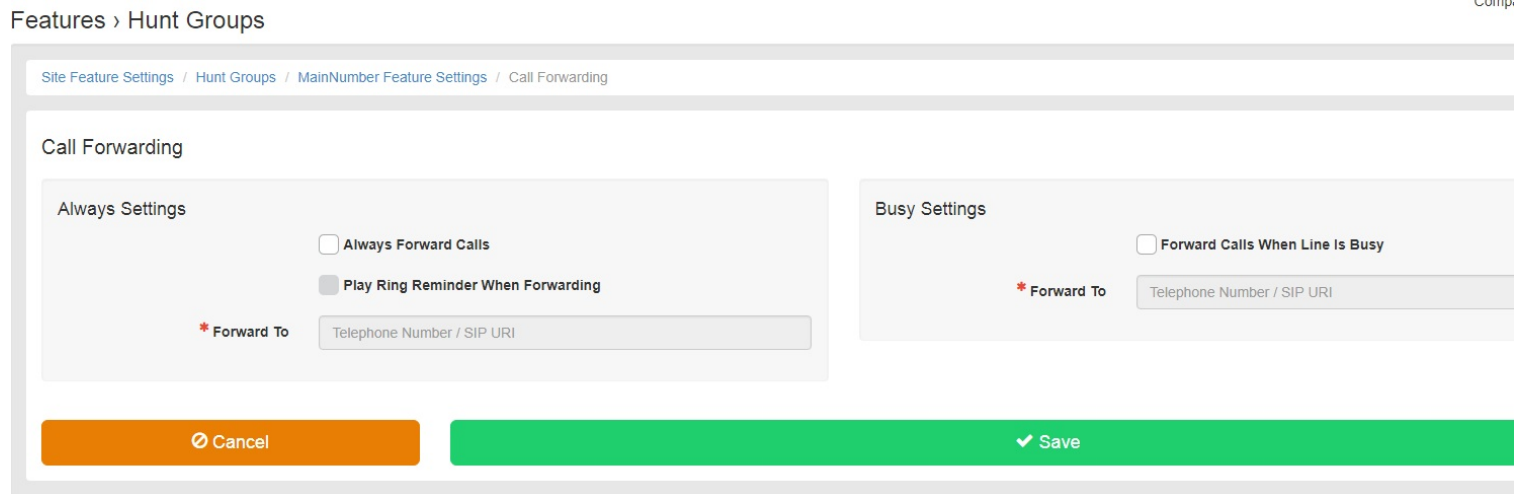 Features › Hunt Groups
Site Feature Settings / Hunt Groups / MainNumber Feature Settings / Call Forwarding
Call Forwarding
Always Settings
Always Forward Calls
Play Ring Reminder When Forwarding
* Forward To
Telephone Number / SIP URI
Busy Settings
Forward Calls When Line Is Busy
* Forward To
Telephone Number / SIP URI
Cancel
Save